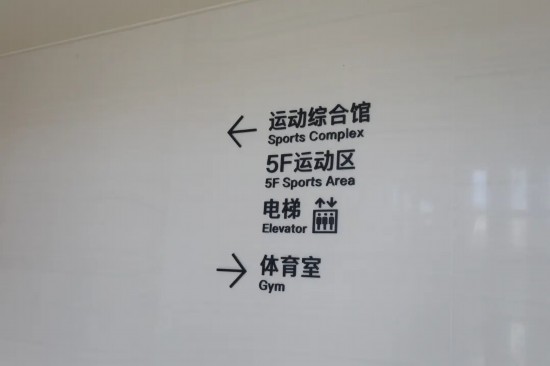 运动综合馆
Sports Complex
5F运动区
5F Sports Area
电梯
Elevator
体育室
Gym